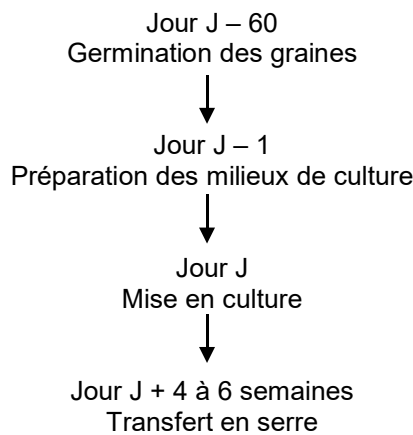 Jour J – 60
Germination des graines
Jour J – 1
Préparation des milieux de culture
Jour J
Mise en culture
Jour J + 4 à 6 semaines
Transfert en serre